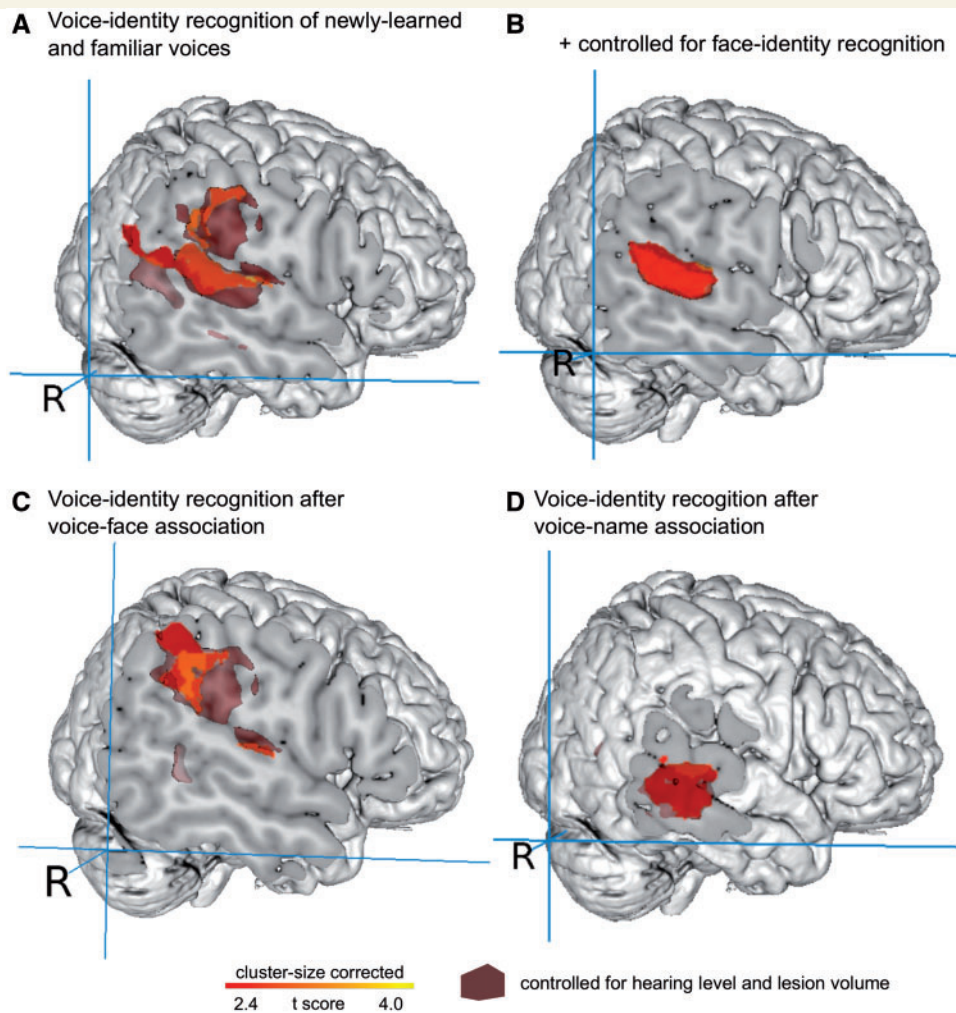 A Voice-identity recognition of newly-learned
and familiar voices
B
+ controlled for face-identity recognition
R
R
C Voice-identity recognition after
voice-face association
D Voice-identity recogition after
voice-name association
R
R
cluster-size corrected
2.4 t score 4.0
controlled for hearing level and lesion volume